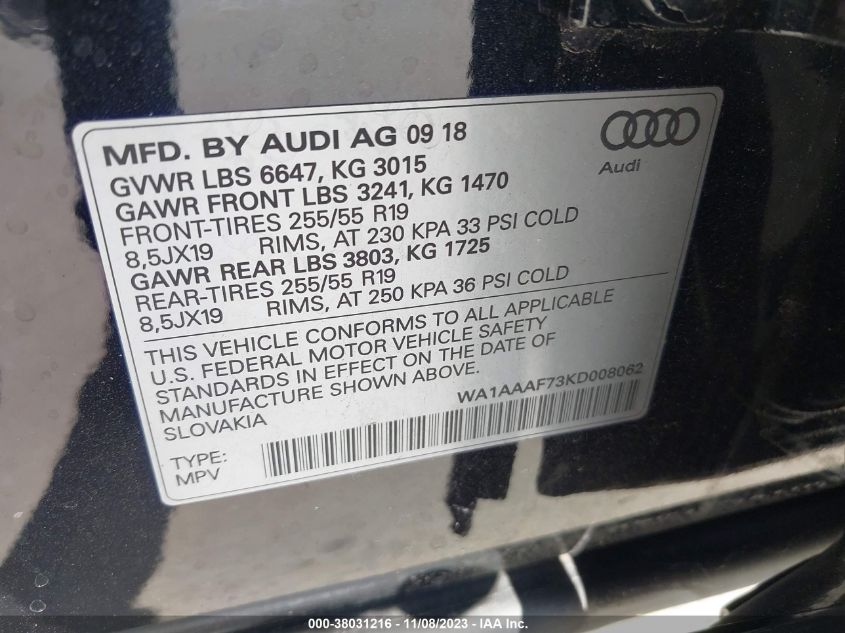 MFD. BY AUDI AG 09 18
GVWR LBS 6647, KG 3015
GAWR FRONT LBS 3241, KG 1470
FRONT-TIRES 255/55 R19
8,5JX19 RIMS, AT 230 KPA 33 PSI COLD
GAWR REAR LBS 3803, KG 1725
REAR-TIRES 255/55 R19
8,5JX19 RIMS, AT 250 KPA 36 PSI COLD
Audi
THIS VEHICLE CONFORMS TO ALL APPLICABLE
U.S. FEDERAL MOTOR VEHICLE SAFETY
STANDARDS IN EFFECT ON THE DATE OF
MANUFACTURE SHOWN ABOVE.
SLOVAKIA
WA1AAAF73KD008062
TYPE:
MPV
000-38031216 - 11/08/2023 - IAA Inc.